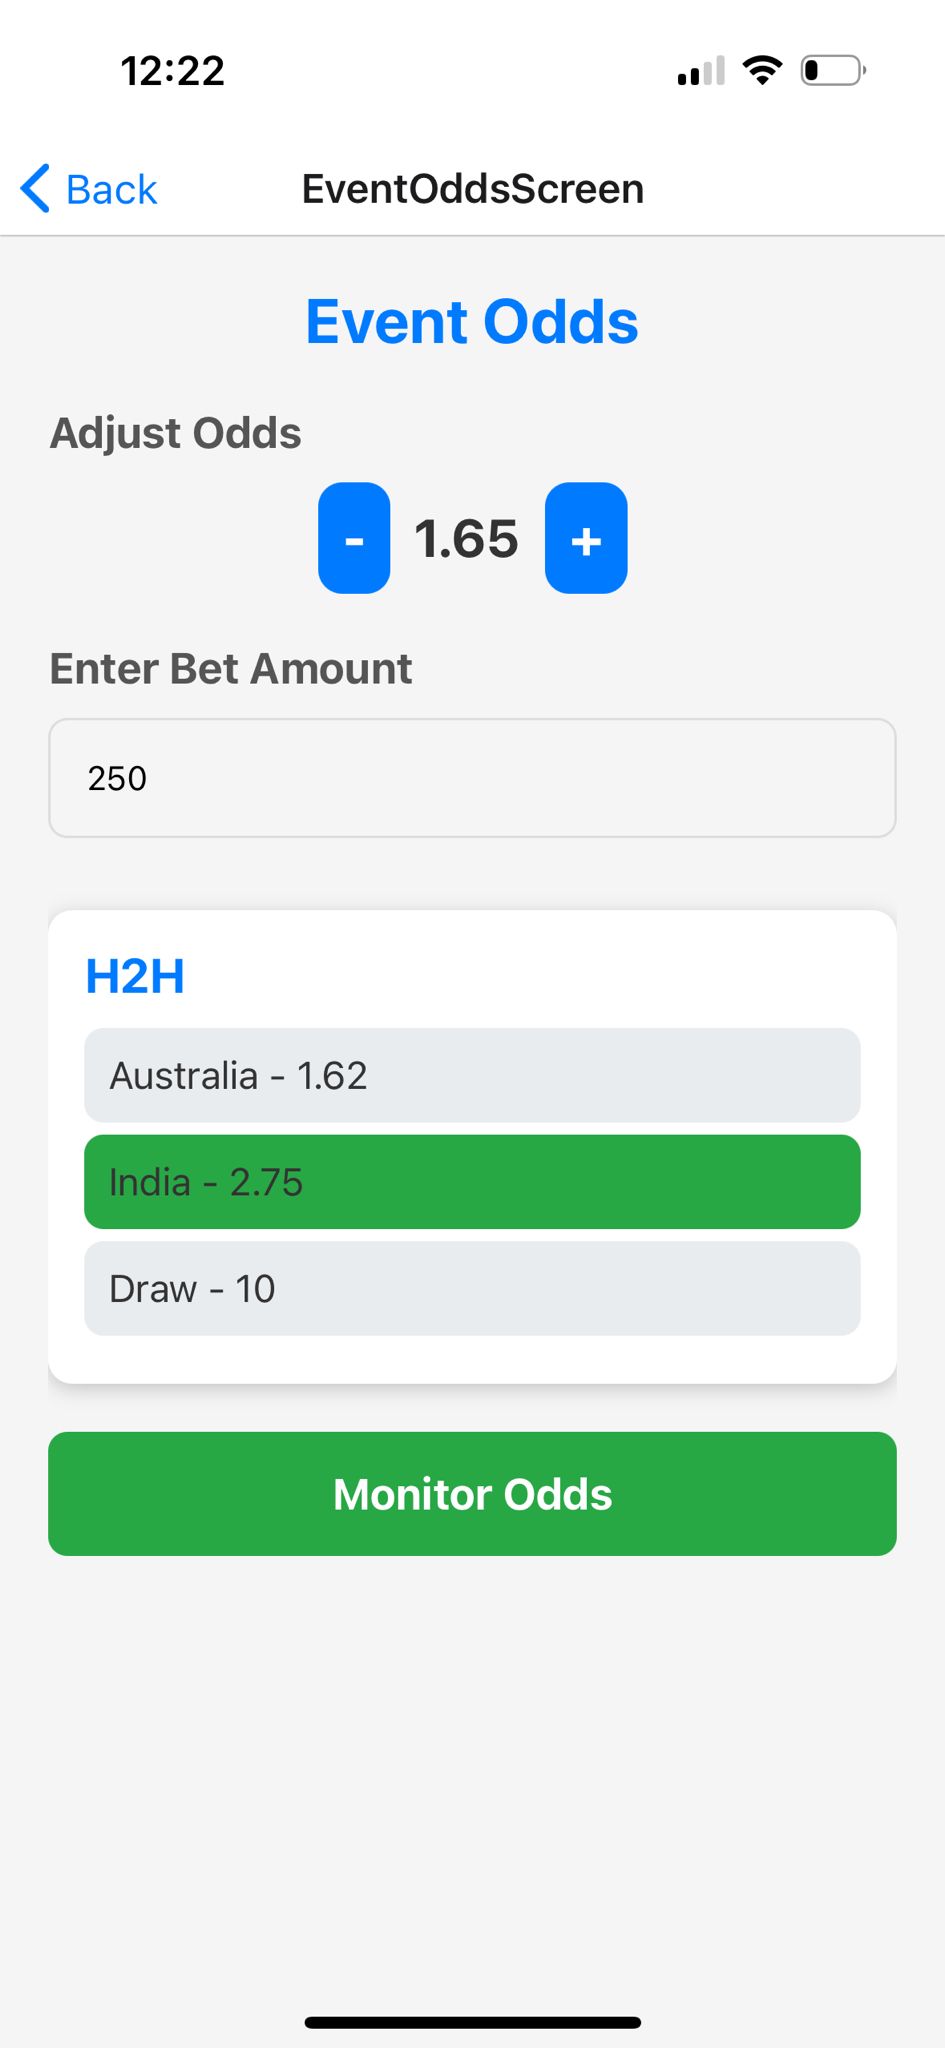 12:22
Back
EventOddsScreen
Event Odds
Adjust Odds
- 1.65 +
Enter Bet Amount
250
H2H
Australia - 1.62
India - 2.75
Draw - 10
Monitor Odds